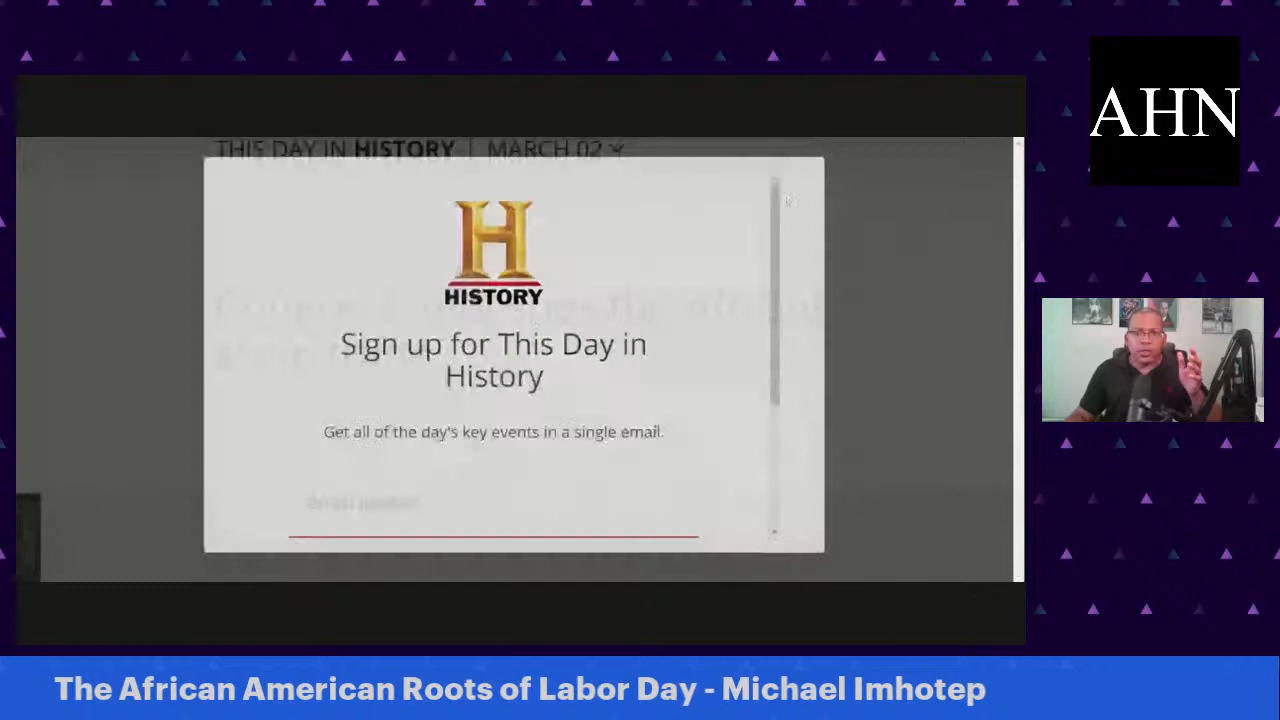 AHN
THIS DAY IN HISTORY | MARCH 02
H
HISTORY
Sign up for This Day in
History
Get all of the day's key events in a single email.
The African American Roots of Labor Day - Michael Imhotep